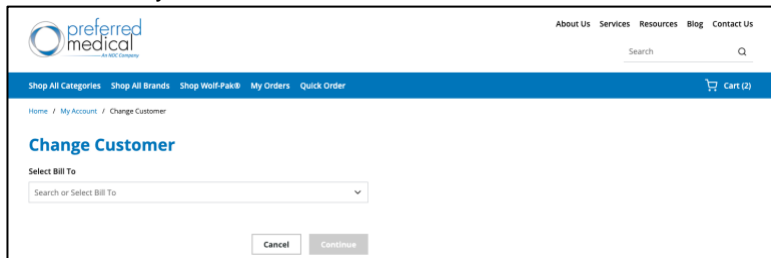 preferred
medical
An NDC Company
About Us Services Resources Blog Contact Us
Search
Shop All Categories Shop All Brands Shop Wolf-Pak® My Orders Quick Order Cart (2)
Home / My Account / Change Customer
Change Customer
Select Bill To
Search or Select Bill To
Cancel Continue